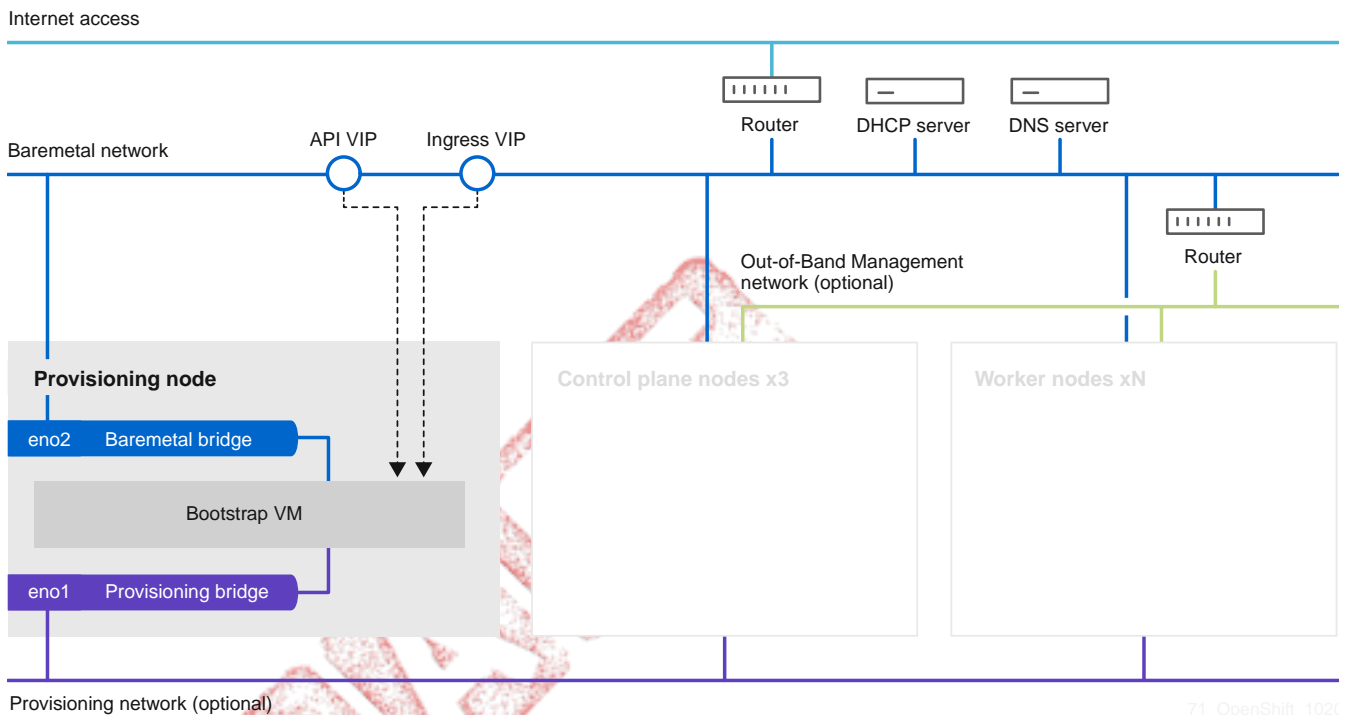 Internet access
Router
DHCP server
DNS server
Baremetal network
API VIP
Ingress VIP
Router
Out-of-Band Management
network (optional)
Provisioning node
Control plane nodes x3
Worker nodes xN
eno2
Baremetal bridge
Bootstrap VM
eno1
Provisioning bridge
Provisioning network (optional)
71_OpenShift_1020